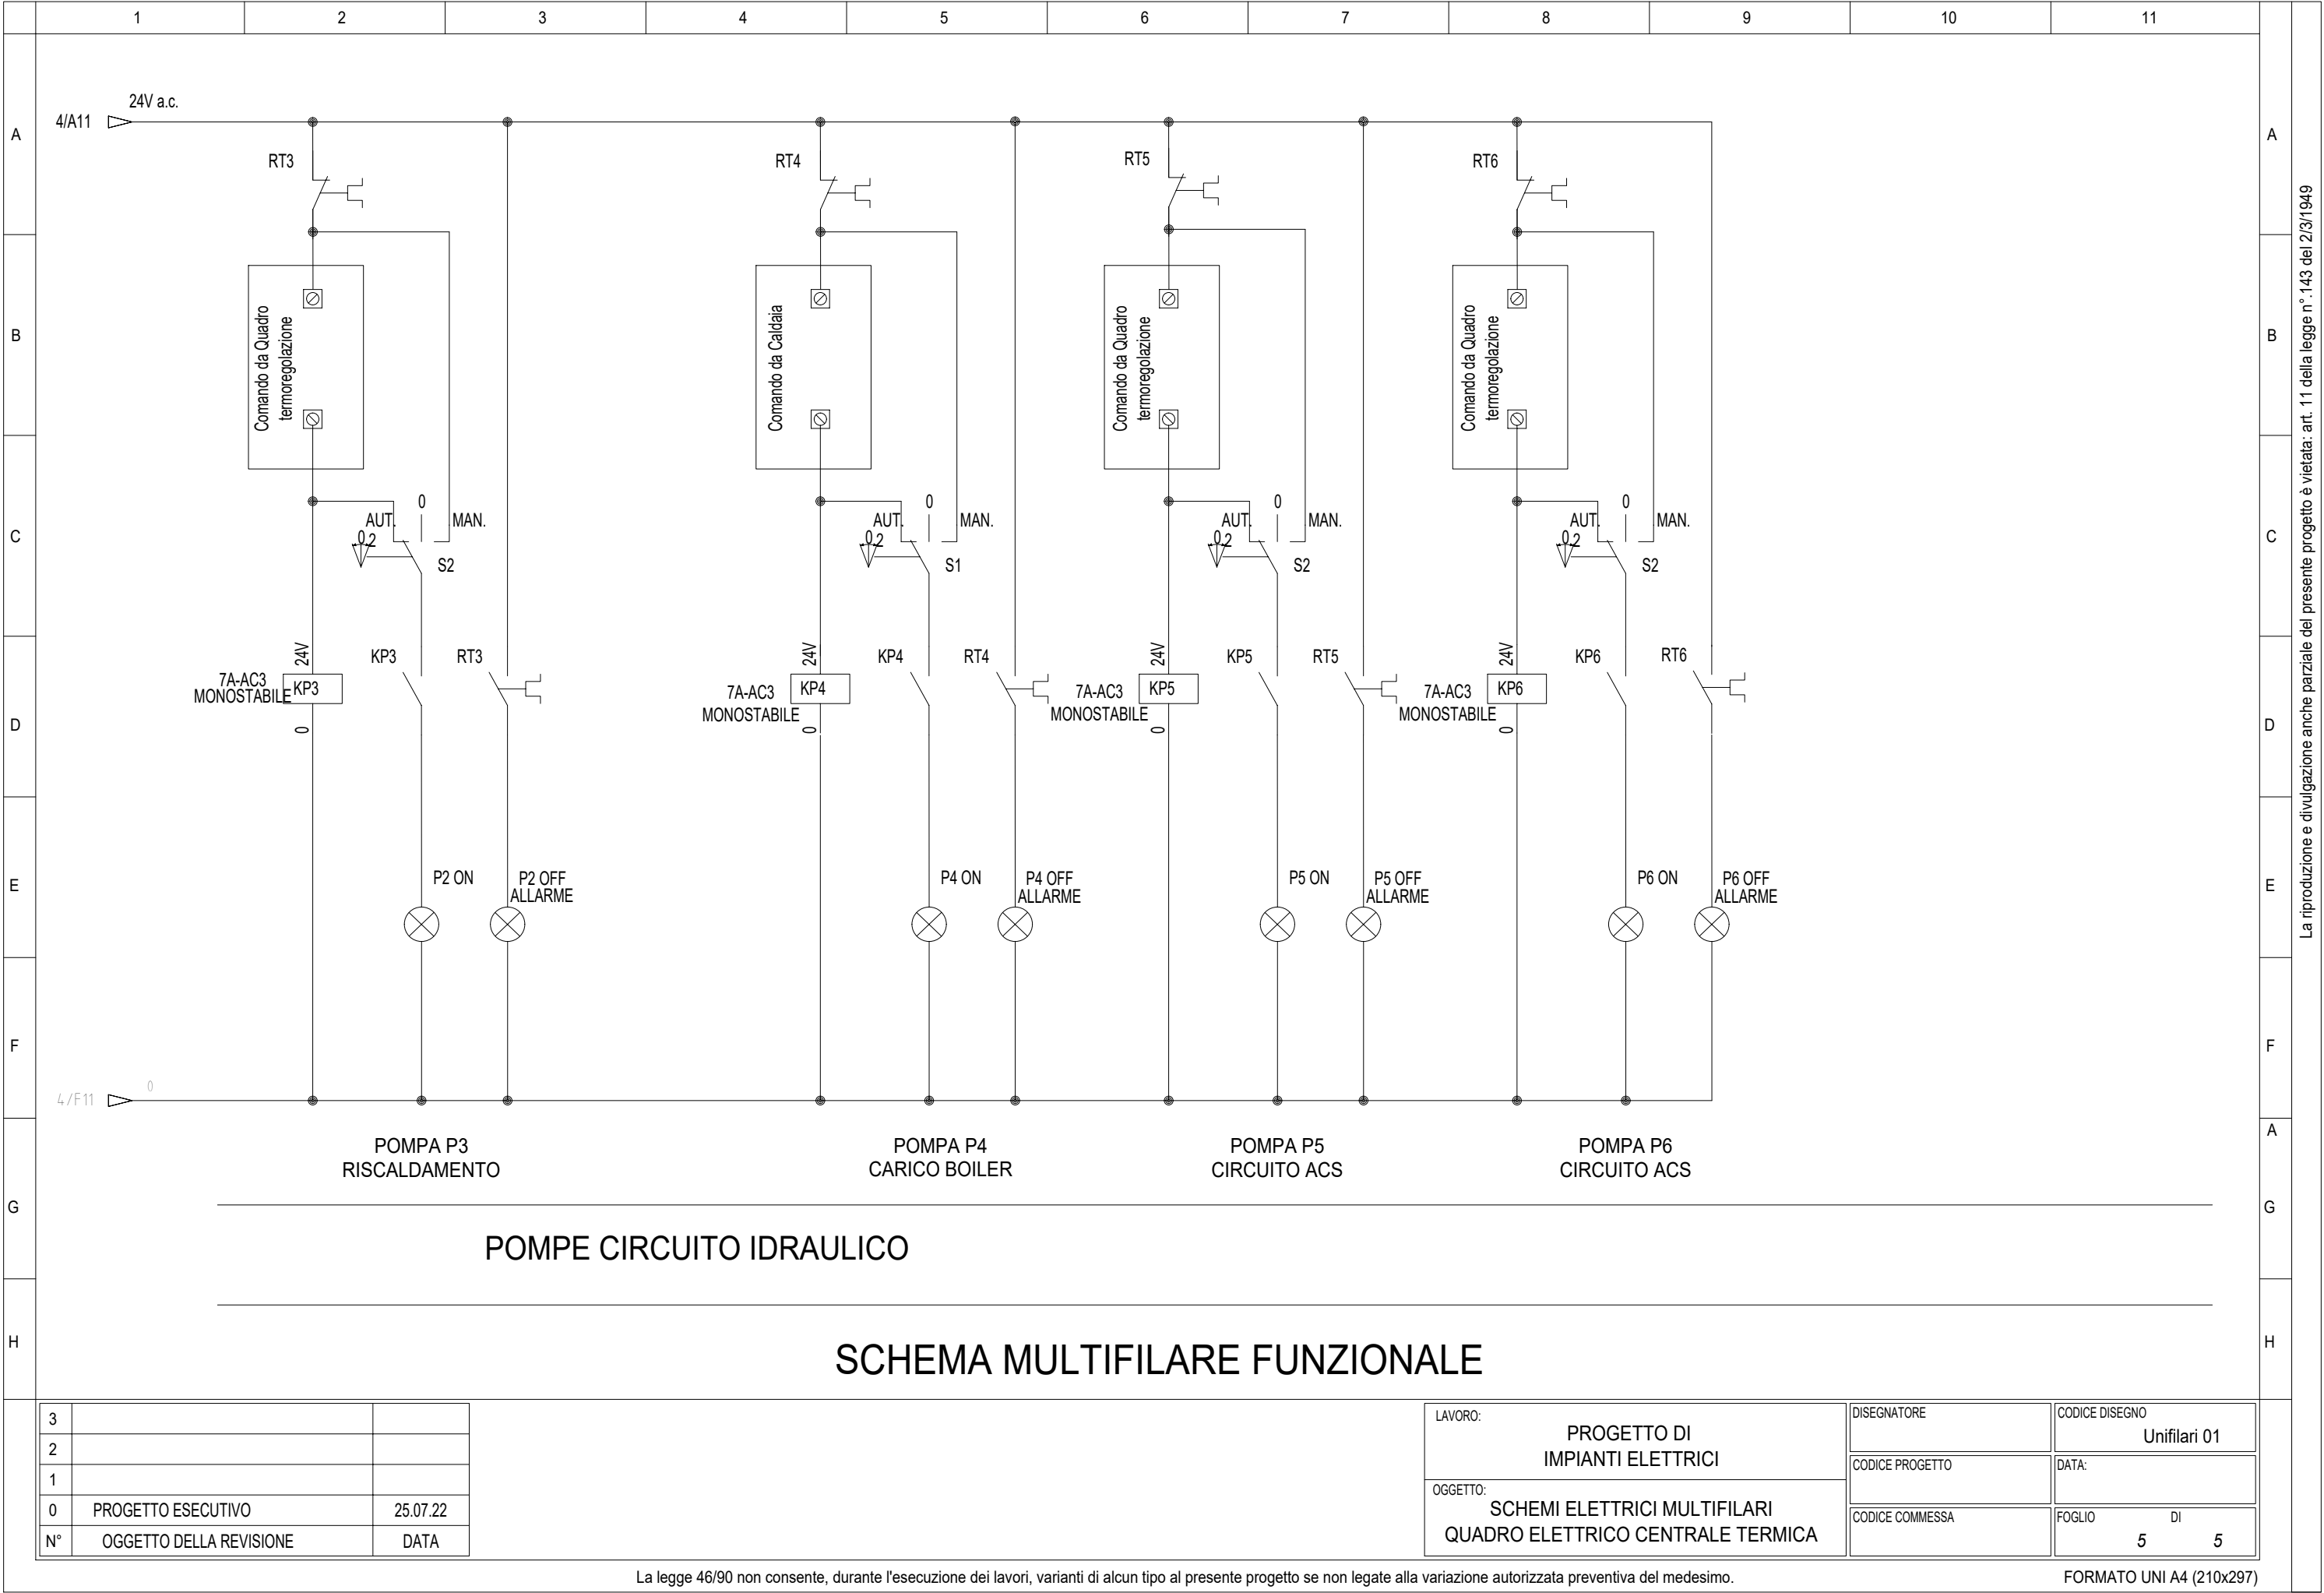 1 2 3 4 5 6 7 8 9 10 11
24V a.c.
4/A11
A A
RT3 RT4 RT5 RT6
B B
Comando da Quadro
termoregolazione
Comando da Caldaia
Comando da Quadro
termoregolazione
Comando da Quadro
termoregolazione
0 0 0 0
AUT. MAN. AUT. MAN. AUT. MAN. AUT. MAN.
C C
0 2 0 2 0 2 0 2
S2 S1 S2 S2
24V KP3 RT3 24V KP4 RT4 24V KP5 RT5 24V KP6 RT6
7A-AC3 KP3 7A-AC3 KP4 7A-AC3 KP5 7A-AC3 KP6
MONOSTABILE MONOSTABILE MONOSTABILE MONOSTABILE
0 0 0 0
D D
P2 ON P2 OFF P4 ON P4 OFF P5 ON P5 OFF P6 ON P6 OFF
ALLARME ALLARME ALLARME ALLARME
E E
F F
0
4/F11
A
POMPA P3 POMPA P4 POMPA P5 POMPA P6
RISCALDAMENTO CARICO BOILER CIRCUITO ACS CIRCUITO ACS
G G
POMPE CIRCUITO IDRAULICO
H H
SCHEMA MULTIFILARE FUNZIONALE
3
2
1
0 PROGETTO ESECUTIVO 25.07.22
N° OGGETTO DELLA REVISIONE DATA
LAVORO:
PROGETTO DI
IMPIANTI ELETTRICI
OGGETTO:
SCHEMI ELETTRICI MULTIFILARI
QUADRO ELETTRICO CENTRALE TERMICA
DISEGNATORE
CODICE DISEGNO
Unifilari 01
CODICE PROGETTO
DATA:
CODICE COMMESSA
FOGLIO DI
5 5
La legge 46/90 non consente, durante l'esecuzione dei lavori, varianti di alcun tipo al presente progetto se non legate alla variazione autorizzata preventiva del medesimo.
FORMATO UNI A4 (210x297)
La riproduzione e divulgazione anche parziale del presente progetto è vietata: art. 11 della legge n°.143 del 2/3/1949